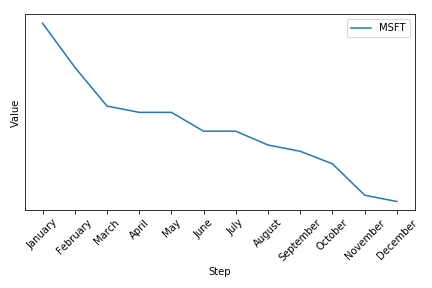 MSFT
Value
January
February
March
April
May
June
July
August
September
October
November
December
Step